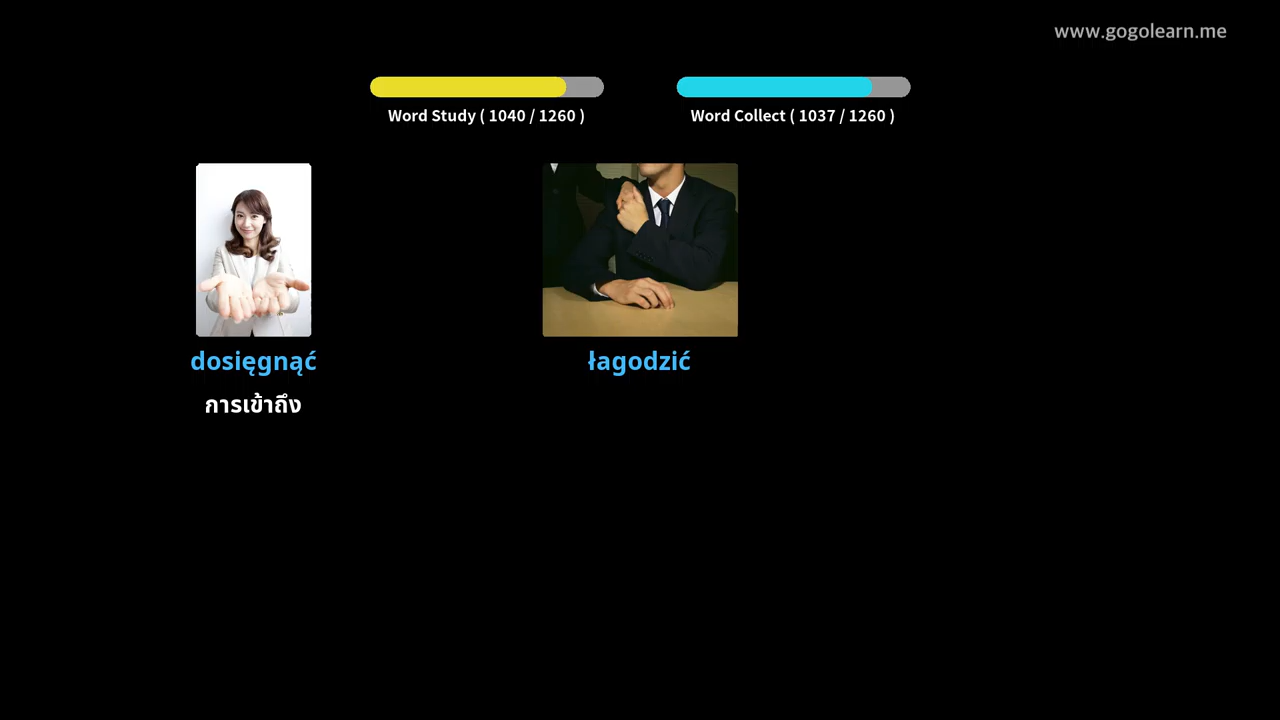 www.gogolearn.me
Word Study ( 1040 / 1260 )
Word Collect ( 1037 / 1260 )
dosięgnąć
łagodzić
การเข้าถึง